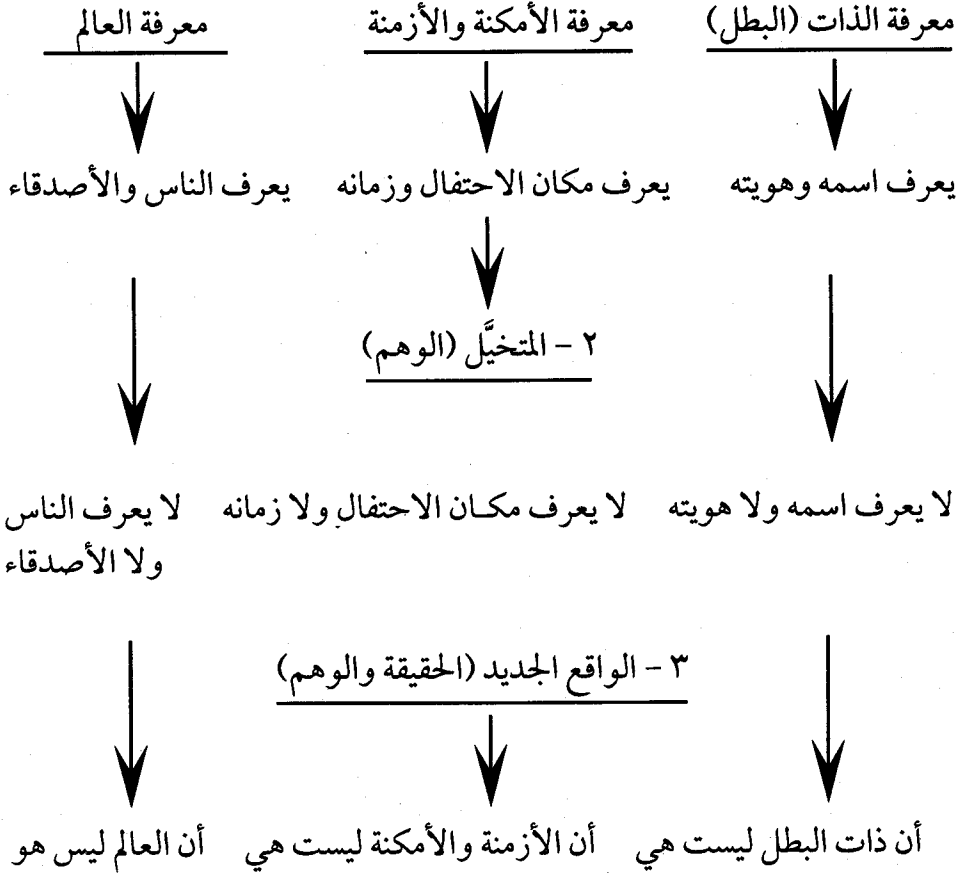 معرفة الذات (البطل) معرفة الأمكنة والأزمنة معرفة العالم
يعرف اسمه وهويته يعرف مكان الاحتفال وزمانه يعرف الناس والأصدقاء
٢ - المتخيَّل (الوهم)
لا يعرف اسمه ولا هويته لا يعرف مكـان الاحتفال ولا زمانه لا يعرف الناس
ولا الأصدقاء
٣ - الواقع الجديد (الحقيقة والوهم)
أن ذات البطل ليست هي أن الأزمنة والأمكنة ليست هي أن العالم ليس هو